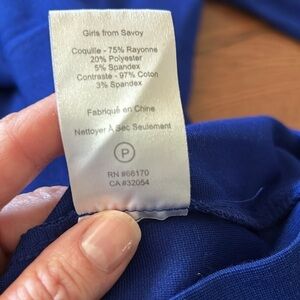 Girls from Savoy
Coquille - 75% Rayonne
20% Polyester
5% Spandex
Contraste - 97% Coton
3% Spandex
Fabriqué en Chine
Nettoyer À Sec Seulement
P
RN #66170
CA #32054